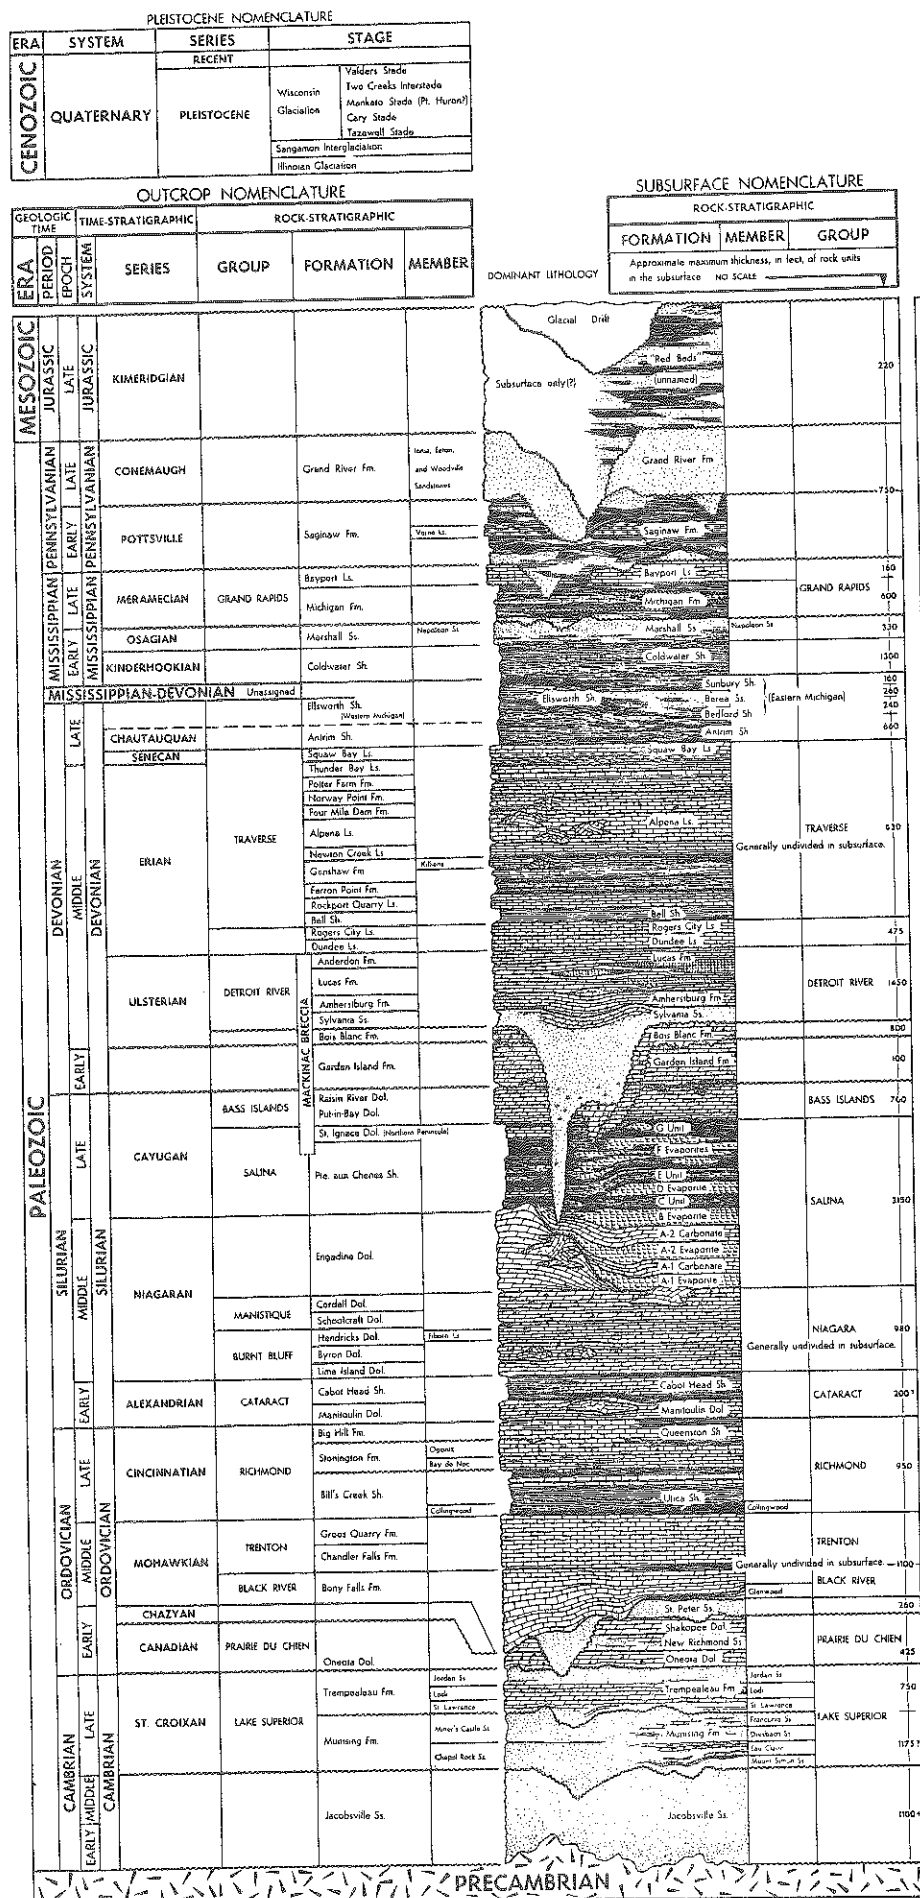 PLEISTOCENE NOMENCLATURE
ERA SYSTEM SERIES STAGE
CENOZOIC
QUATERNARY
RECENT
PLEISTOCENE
Wisconsin
Glaciation
Valders Stade
Two Creeks Interstade
Mankato Stade (Pt. Huron?)
Cary Stade
Tazewell Stade
Sangamon Interglaciation
Illinoian Glaciation
OUTCROP NOMENCLATURE
GEOLOGIC TIME
TIME-STRATIGRAPHIC
ROCK-STRATIGRAPHIC
ERA PERIOD EPOCH SYSTEM SERIES GROUP FORMATION MEMBER
DOMINANT LITHOLOGY
SUBSURFACE NOMENCLATURE
ROCK-STRATIGRAPHIC
FORMATION MEMBER GROUP
Approximate maximum thickness, in feet, of rock units
in the subsurface NO SCALE
MESOZOIC
JURASSIC
LATE
JURASSIC
KIMERIDGIAN
PALEOZOIC
PENNSYLVANIAN
LATE
EARLY
PENNSYLVANIAN
CONEMAUGH
Grand River Fm.
Ionia, Eaton,
and Woodville
Sandstones
POTTSVILLE
Saginaw Fm.
Verne Ls.
MISSISSIPPIAN
LATE
EARLY
MISSISSIPPIAN
MERAMECIAN
GRAND RAPIDS
Bayport Ls.
Michigan Fm.
OSAGIAN
Marshall Ss.
Napoleon Ss.
KINDERHOOKIAN
Coldwater Sh.
MISSISSIPPIAN-DEVONIAN Unassigned
Ellsworth Sh.
(Western Michigan)
DEVONIAN
LATE
MIDDLE
EARLY
DEVONIAN
CHAUTAUQUAN
Antrim Sh.
SENECAN
Squaw Bay Ls.
ERIAN
TRAVERSE
Thunder Bay Ls.
Potter Farm Fm.
Norway Point Fm.
Four Mile Dam Fm.
Alpena Ls.
Newton Creek Ls.
Genshaw Fm.
Killians
Ferron Point Fm.
Rockport Quarry Ls.
Bell Sh.
Rogers City Ls.
Dundee Ls.
ULSTERIAN
DETROIT RIVER
MACKINAC BRECCIA
Anderdon Fm.
Lucas Fm.
Amherstburg Fm.
Sylvania Ss.
Bois Blanc Fm.
Garden Island Fm.
SILURIAN
LATE
MIDDLE
EARLY
SILURIAN
CAYUGAN
BASS ISLANDS
Raisin River Dol.
Put-in-Bay Dol.
SALINA
St. Ignace Dol. (Northern Peninsula)
Pte. aux Chenes Sh.
NIAGARAN
Engadine Dol.
MANISTIQUE
Cordell Dol.
Schoolcraft Dol.
BURNT BLUFF
Hendricks Dol.
Fiborn Ls
Byron Dol.
Lime Island Dol.
ALEXANDRIAN
CATARACT
Cabot Head Sh.
Manitoulin Dol.
ORDOVICIAN
LATE
MIDDLE
EARLY
ORDOVICIAN
CINCINNATIAN
RICHMOND
Big Hill Fm.
Stonington Fm.
Ogontz
Bay de Noc
Bill's Creek Sh.
Collingwood
MOHAWKIAN
TRENTON
Groos Quarry Fm.
Chandler Falls Fm.
BLACK RIVER
Bony Falls Fm.
CHAZYAN
CANADIAN
PRAIRIE DU CHIEN
Oneota Dol.
CAMBRIAN
LATE
MIDDLE
EARLY
CAMBRIAN
ST. CROIXAN
LAKE SUPERIOR
Trempealeau Fm.
Jordan Ss
Lodi
St. Lawrence
Munising Fm.
Miner's Castle Ss.
Chapel Rock Ss.
Jacobsville Ss.
Glacial Drift
Subsurface only(?)
"Red Beds"
(unnamed)
220
Grand River Fm
750
Saginaw Fm.
Bayport Ls
160
GRAND RAPIDS
Michigan Fm
600
Marshall Ss.
Napoleon Ss
330
Coldwater Sh.
1300
Ellsworth Sh.
Sunbury Sh
160
Berea Ss.
260
(Eastern Michigan)
Bedford Sh
240
Antrim Sh
660
Squaw Bay Ls
Alpena Ls.
TRAVERSE
Generally undivided in subsurface.
Bell Sh
Rogers City Ls
475
Dundee Ls
Lucas Fm
DETROIT RIVER
1450
Amherstburg Fm
Sylvania Ss.
Bois Blanc Fm.
800
Garden Island Fm
100
BASS ISLANDS
760
G Unit
F Evaporites
E Unit
D Evaporite
C Unit
SALINA
3150
B Evaporite
A-2 Carbonate
A-2 Evaporite
A-1 Carbonate
A-1 Evaporite
NIAGARA
980
Generally undivided in subsurface.
Cabot Head Sh
CATARACT
200?
Manitoulin Dol
Queenston Sh
RICHMOND
950
Utica Sh.
Collingwood
TRENTON
Generally undivided in subsurface. 1100
BLACK RIVER
Glenwood
St. Peter Ss.
260
Shakopee Dol.
New Richmond Ss
PRAIRIE DU CHIEN
Oneota Dol
425
Jordan Ss
Trempealeau Fm
Lodi
750
St Lawrence
LAKE SUPERIOR
Franconia Ss
Munising Fm
Dresbach Ss
Eau Claire
1175?
Mount Simon Ss
Jacobsville Ss.
1100+
PRECAMBRIAN